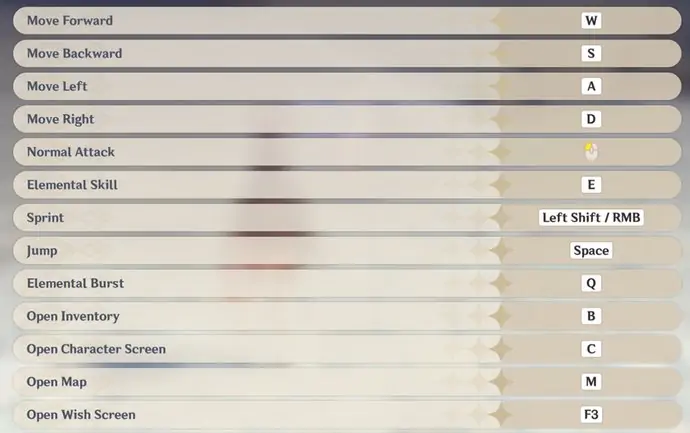 Move Forward W
Move Backward S
Move Left A
Move Right D
Normal Attack
Elemental Skill E
Sprint Left Shift / RMB
Jump Space
Elemental Burst Q
Open Inventory B
Open Character Screen C
Open Map M
Open Wish Screen F3